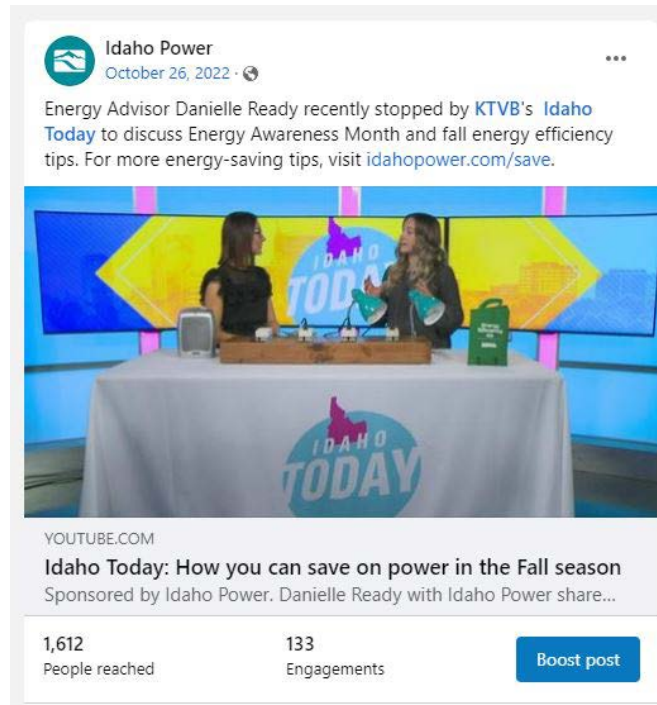 Idaho Power
October 26, 2022 ·
Energy Advisor Danielle Ready recently stopped by KTVB's Idaho
Today to discuss Energy Awareness Month and fall energy efficiency
tips. For more energy-saving tips, visit idahopower.com/save.
IDAHO
TODAY
IDAHO
TODAY
YOUTUBE.COM
Idaho Today: How you can save on power in the Fall season
Sponsored by Idaho Power. Danielle Ready with Idaho Power share...
1,612
People reached
133
Engagements
Boost post